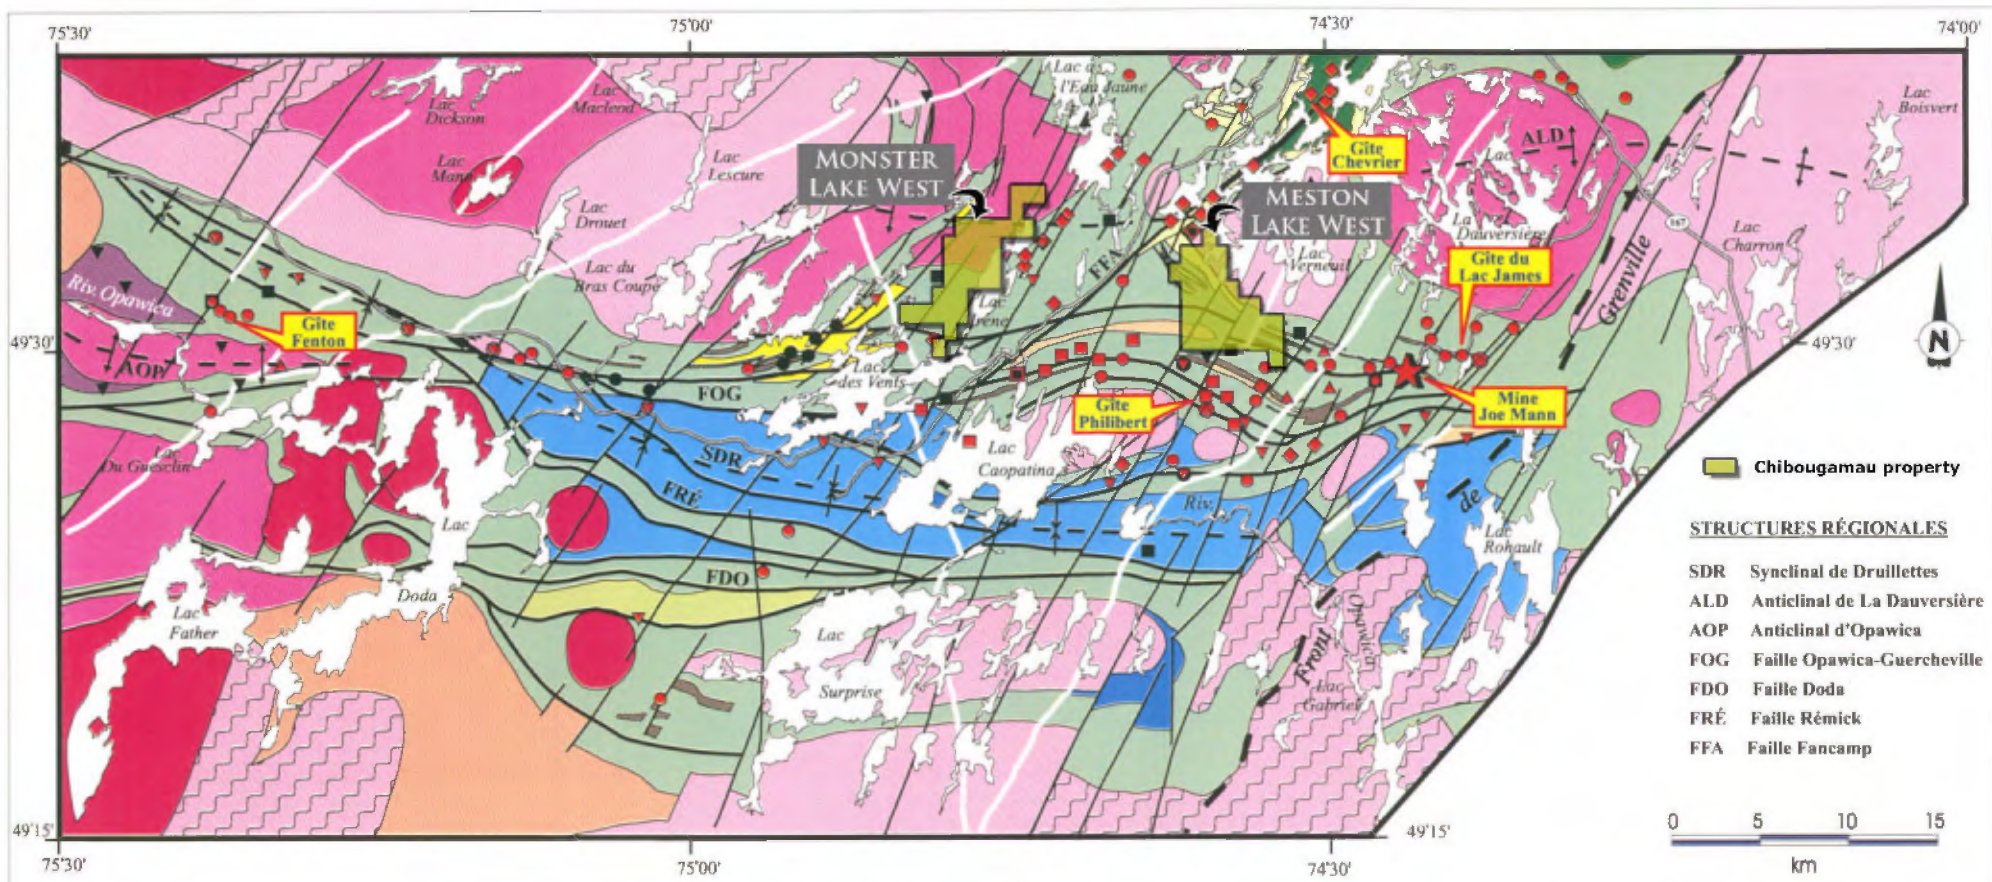 75°30'
75°00'
74°30'
74°00'
Lac
Dickson
Lac
Macleod
Lac à
l'Eau Jaune
Lac
Boisvert
Lac
Mann
Lac
Lescure
MONSTER
LAKE WEST
Gîte
Chevrier
ALD
Lac
La
Dauversière
MESTON
LAKE WEST
Lac
Drouet
Lac du
Bras Coupé
Riv. Opawica
FFA
Lac
Verneuil
167
Lac
Charron
Grenville
Gîte du
Lac James
Gîte
Fenton
Lac
Irène
49°30'
49°30'
N
AOP
FOG
Lac
des Vents
Gîte
Philibert
Mine
Joe Mann
Lac
Du Guesclin
SDR
Lac
Caopatina
FRÉ
Riv.
de
Lac
Rohault
Lac
Doda
FDO
Lac
Father
Lac
Surprise
Opawica
Front
Lac
Gabriel
Chibougamau property
STRUCTURES RÉGIONALES
SDR Synclinal de Druillettes
ALD Anticlinal de La Dauversière
AOP Anticlinal d'Opawica
FOG Faille Opawica-Guercheville
FDO Faille Doda
FRÉ Faille Rémick
FFA Faille Fancamp
0 5 10 15
km
49°15'
49°15'
75°30'
75°00'
74°30'